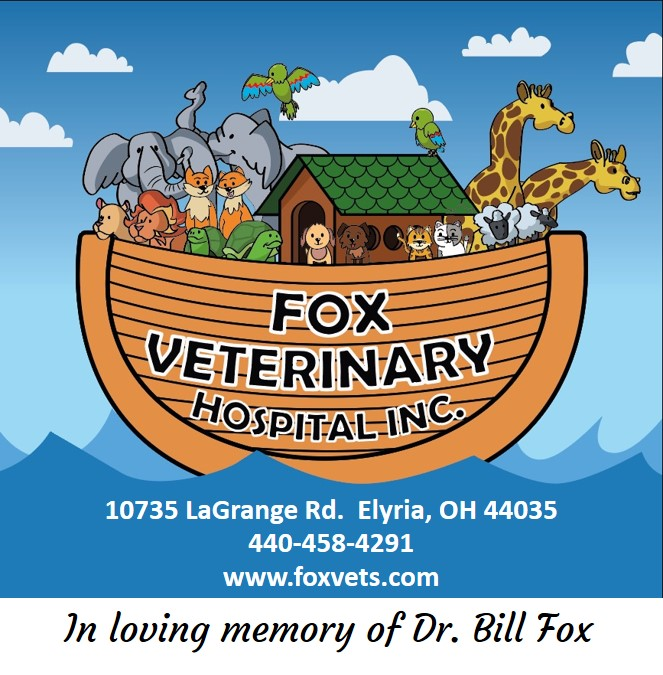 FOX
VETERINARY
HOSPITAL INC.
10735 LaGrange Rd.  Elyria, OH 44035
440-458-4291
www.foxvets.com
In loving memory of Dr. Bill Fox